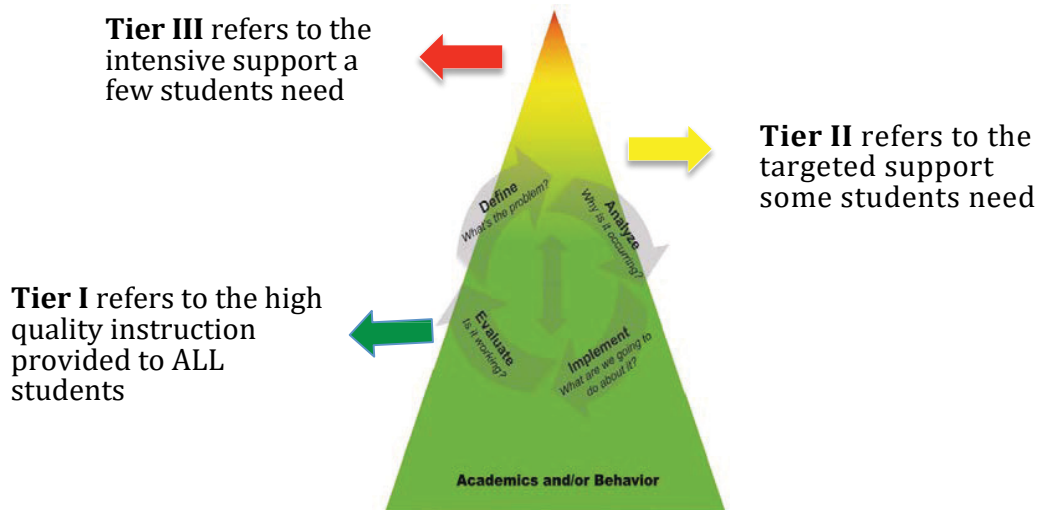 Tier III refers to the
intensive support a
few students need
Tier II refers to the
targeted support
some students need
Define
What's the problem?
Analyze
Why is it occurring?
Tier I refers to the high
quality instruction
provided to ALL
students
Evaluate
Is it working?
Implement
What are we going to
do about it?
Academics and/or Behavior